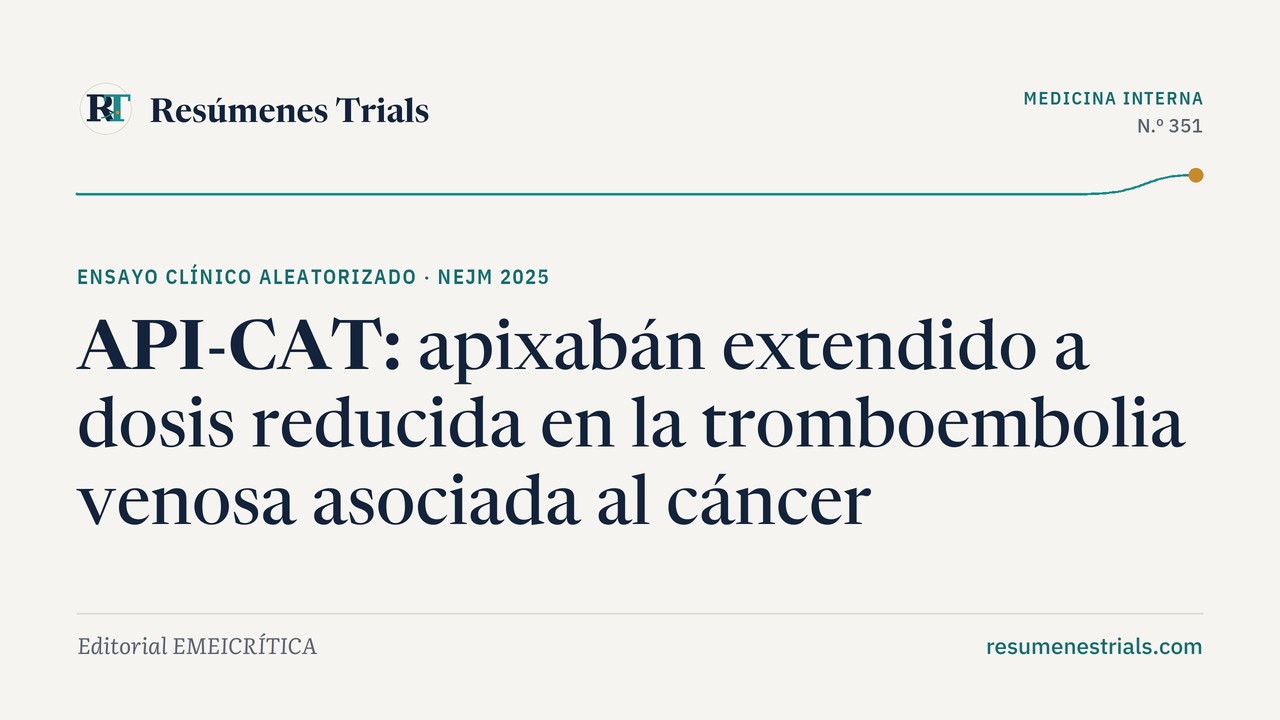 RT Resúmenes Trials
MEDICINA INTERNA
N.º 351
ENSAYO CLÍNICO ALEATORIZADO · NEJM 2025
API-CAT: apixabán extendido a
dosis reducida en la tromboembolia
venosa asociada al cáncer
Editorial EMEICRÍTICA
resumenestrials.com